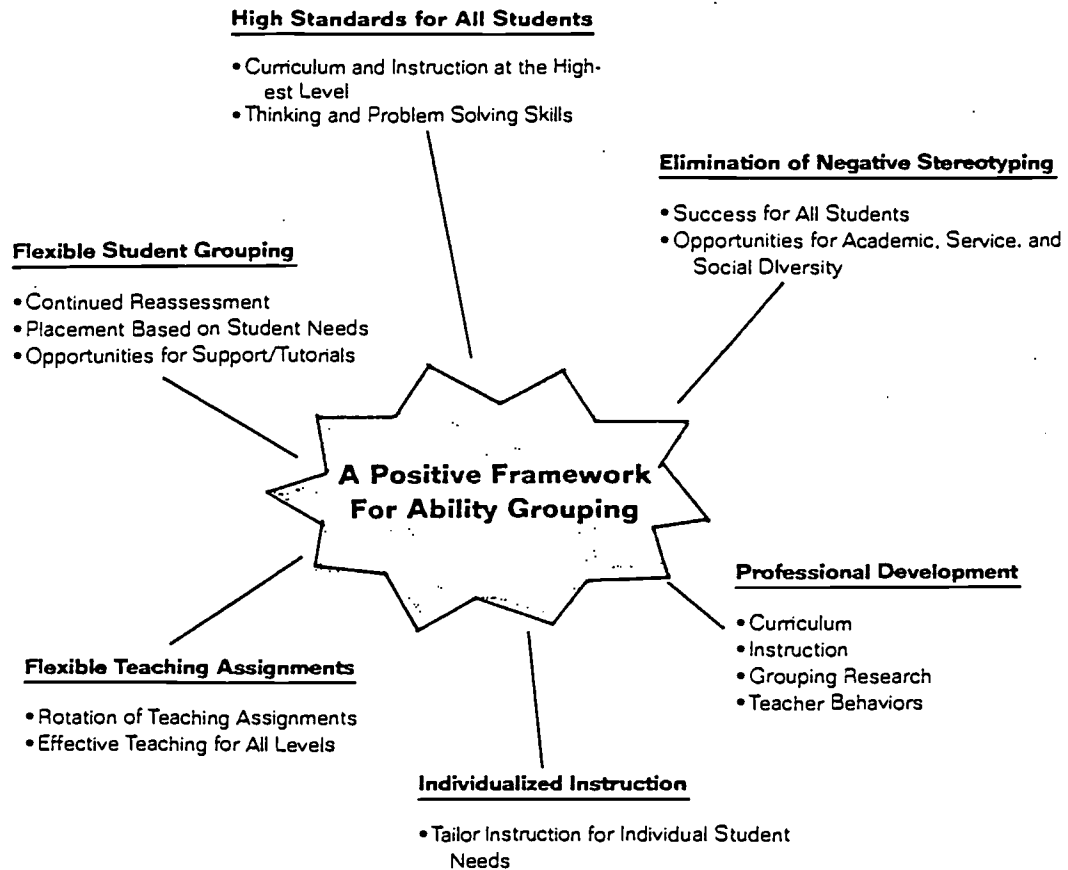 High Standards for All Students
• Curriculum and Instruction at the High-
est Level
• Thinking and Problem Solving Skills
Elimination of Negative Stereotyping
• Success for All Students
• Opportunities for Academic, Service, and
Social Diversity
Flexible Student Grouping
• Continued Reassessment
• Placement Based on Student Needs
• Opportunities for Support/Tutorials
A Positive Framework
For Ability Grouping
Professional Development
• Curriculum
• Instruction
• Grouping Research
• Teacher Behaviors
Flexible Teaching Assignments
• Rotation of Teaching Assignments
• Effective Teaching for All Levels
Individualized Instruction
• Tailor Instruction for Individual Student
Needs